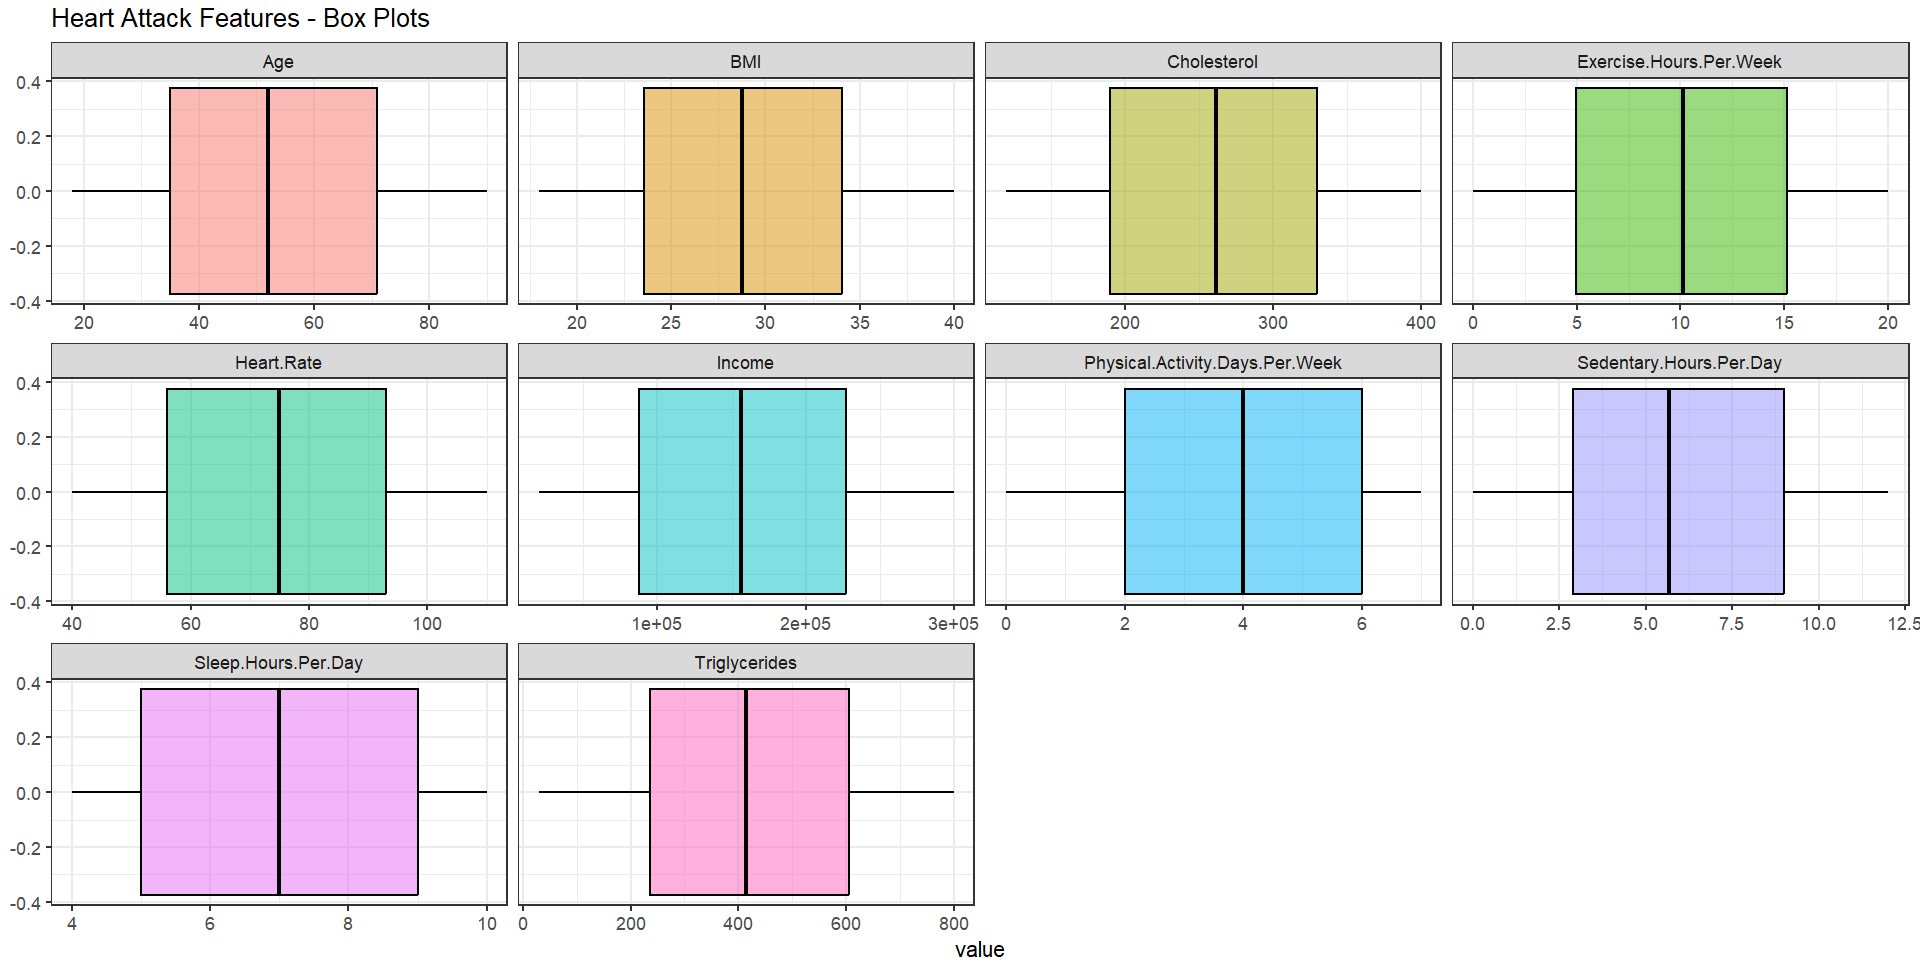 Heart Attack Features - Box Plots
Age BMI Cholesterol Exercise.Hours.Per.Week
0.4
0.2
0.0
-0.2
-0.4
20 40 60 80 20 25 30 35 40 200 300 400 0 5 10 15 20
Heart.Rate Income Physical.Activity.Days.Per.Week Sedentary.Hours.Per.Day
0.4
0.2
0.0
-0.2
-0.4
40 60 80 100 1e+05 2e+05 3e+05 0 2 4 6 0.0 2.5 5.0 7.5 10.0 12.5
Sleep.Hours.Per.Day Triglycerides
0.4
0.2
0.0
-0.2
-0.4
4 6 8 10 0 200 400 600 800
value